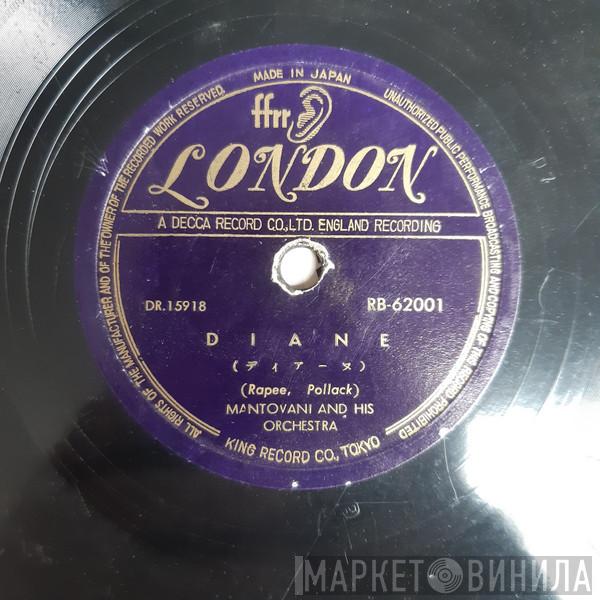 MADE IN JAPAN
ffrr
LONDON
A DECCA RECORD CO.,LTD. ENGLAND RECORDING
DR.15918
RB-62001
DIANE
(ディアーヌ)
(Rapee, Pollack)
MANTOVANI AND HIS
ORCHESTRA
KING RECORD CO., TOKYO
ALL RIGHTS OF THE MANUFACTURER AND OF THE OWNER OF THE RECORDED WORK RESERVED.
UNAUTHORIZED PUBLIC PERFORMANCE BROADCASTING AND COPYING OF THE RECORD PROHIBITED
МАРКЕТ ВИНИЛА